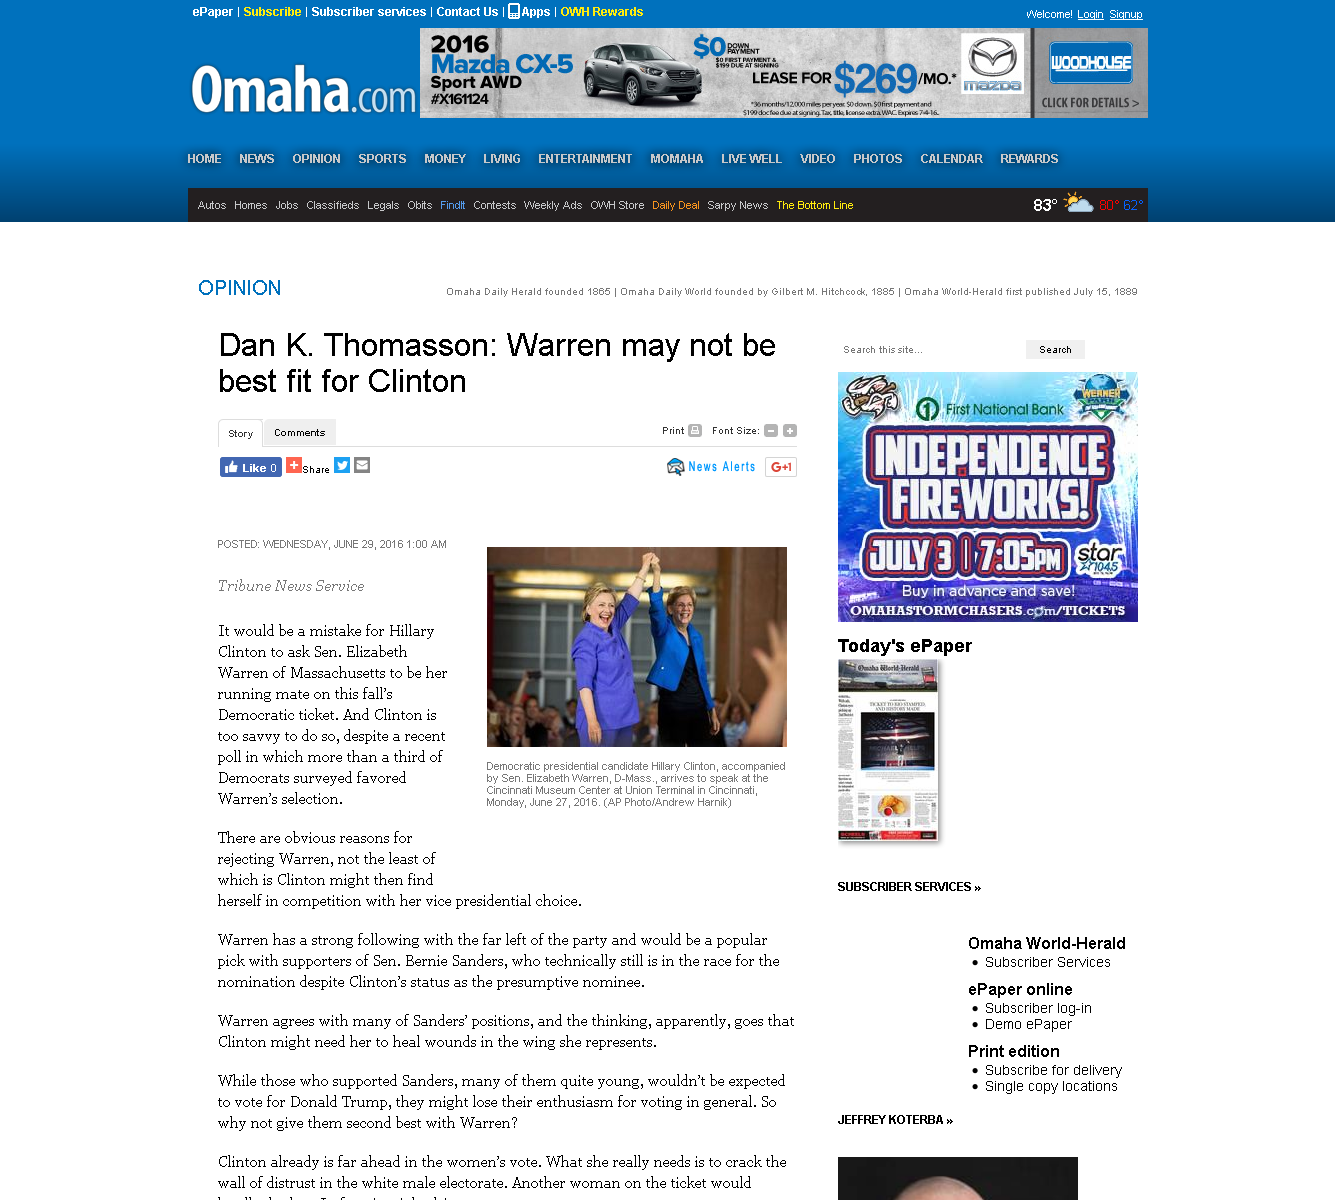 ePaper | Subscribe | Subscriber services | Contact Us | Apps | OWH Rewards
Welcome! Login Signup
2016
Mazda CX-5
Sport AWD
#X161124
$0 DOWN PAYMENT
$0 FIRST PAYMENT &
$199 DUE AT SIGNING
LEASE FOR $269/MO.*
*36 months/12,000 miles per year. $0 down. $0 first payment and
$199 doc fee due at signing. Tax, title, license extra. WAC. Expires 7-4-16.
mazda
WOODHOUSE
CLICK FOR DETAILS >
Omaha.com
HOME NEWS OPINION SPORTS MONEY LIVING ENTERTAINMENT MOMAHA LIVE WELL VIDEO PHOTOS CALENDAR REWARDS
Autos Homes Jobs Classifieds Legals Obits FindIt Contests Weekly Ads OWH Store Daily Deal Sarpy News The Bottom Line
83° 80° 62°
OPINION
Omaha Daily Herald founded 1865 | Omaha Daily World founded by Gilbert M. Hitchcock, 1885 | Omaha World-Herald first published July 15, 1889
Dan K. Thomasson: Warren may not be
best fit for Clinton
Story Comments
Print Font Size:
Like 0 Share
News Alerts G+1
POSTED: WEDNESDAY, JUNE 29, 2016 1:00 AM
Tribune News Service
It would be a mistake for Hillary
Clinton to ask Sen. Elizabeth
Warren of Massachusetts to be her
running mate on this fall's
Democratic ticket. And Clinton is
too savvy to do so, despite a recent
poll in which more than a third of
Democrats surveyed favored
Warren's selection.
Democratic presidential candidate Hillary Clinton, accompanied
by Sen. Elizabeth Warren, D-Mass., arrives to speak at the
Cincinnati Museum Center at Union Terminal in Cincinnati,
Monday, June 27, 2016. (AP Photo/Andrew Harnik)
There are obvious reasons for
rejecting Warren, not the least of
which is Clinton might then find
herself in competition with her vice presidential choice.
Warren has a strong following with the far left of the party and would be a popular
pick with supporters of Sen. Bernie Sanders, who technically still is in the race for the
nomination despite Clinton's status as the presumptive nominee.
Warren agrees with many of Sanders' positions, and the thinking, apparently, goes that
Clinton might need her to heal wounds in the wing she represents.
While those who supported Sanders, many of them quite young, wouldn't be expected
to vote for Donald Trump, they might lose their enthusiasm for voting in general. So
why not give them second best with Warren?
Clinton already is far ahead in the women's vote. What she really needs is to crack the
wall of distrust in the white male electorate. Another woman on the ticket would
Search this site... Search
First National Bank
WERNER PARK
INDEPENDENCE
FIREWORKS!
JULY 3 | 7:05PM
star 104.5
Buy in advance and save!
OMAHASTORMCHASERS.com/TICKETS
Today's ePaper
Omaha World-Herald
TICKET TO RIO STAMPED,
AND HISTORY MADE
SUBSCRIBER SERVICES »
Omaha World-Herald
• Subscriber Services
ePaper online
• Subscriber log-in
• Demo ePaper
Print edition
• Subscribe for delivery
• Single copy locations
JEFFREY KOTERBA »